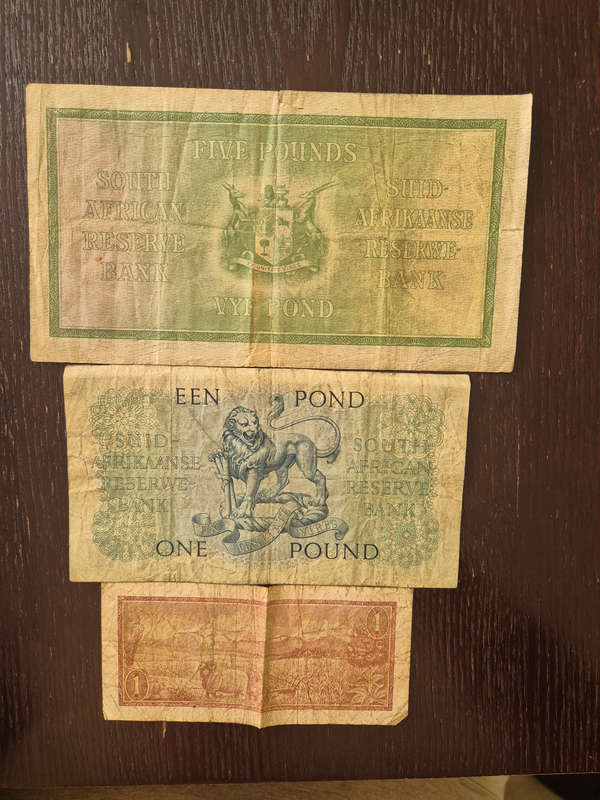 FIVE POUNDS
SOUTH
AFRICAN
RESERVE
BANK
SUID-
AFRIKAANSE
RESERWE-
BANK
VYF POND
EEN POND
SUID-
AFRIKAANSE
RESERWE-
BANK
SOUTH
AFRICAN
RESERVE
BANK
ONE POUND
1
1